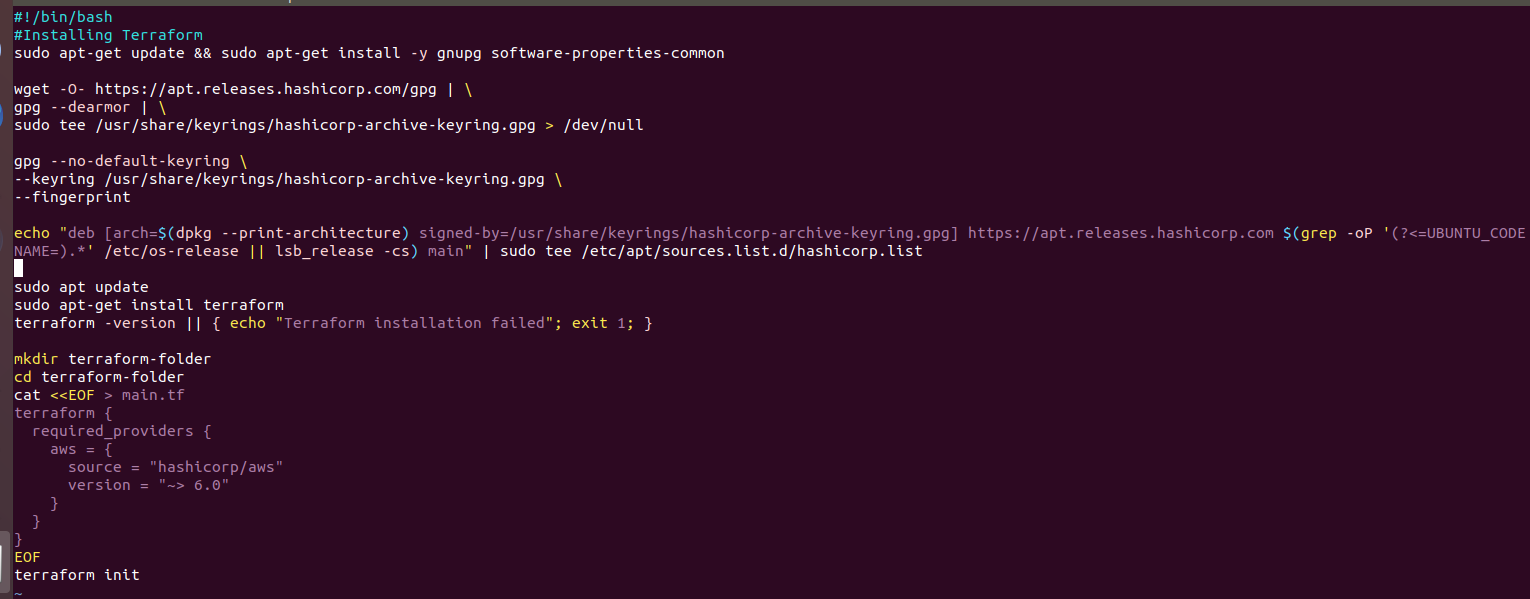 #!/bin/bash
#Installing Terraform
sudo apt-get update && sudo apt-get install -y gnupg software-properties-common
wget -O- https://apt.releases.hashicorp.com/gpg | \
gpg --dearmor | \
sudo tee /usr/share/keyrings/hashicorp-archive-keyring.gpg > /dev/null
gpg --no-default-keyring \
--keyring /usr/share/keyrings/hashicorp-archive-keyring.gpg \
--fingerprint
echo "deb [arch=$(dpkg --print-architecture) signed-by=/usr/share/keyrings/hashicorp-archive-keyring.gpg] https://apt.releases.hashicorp.com $(grep -oP '(?<=UBUNTU_CODE
NAME=).*' /etc/os-release || lsb_release -cs) main" | sudo tee /etc/apt/sources.list.d/hashicorp.list
sudo apt update
sudo apt-get install terraform
terraform -version || { echo "Terraform installation failed"; exit 1; }
mkdir terraform-folder
cd terraform-folder
cat <<EOF > main.tf
terraform {
  required_providers {
    aws = {
      source = "hashicorp/aws"
      version = "~> 6.0"
    }
  }
}
EOF
terraform init
~